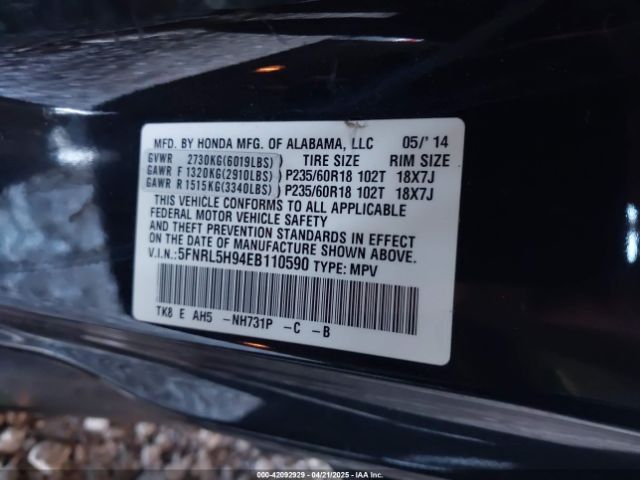 MFD. BY HONDA MFG. OF ALABAMA, LLC 05/' 14
GVWR 2730KG(6019LBS) TIRE SIZE RIM SIZE
GAWR F 1320KG(2910LBS) P235/60R18 102T 18X7J
GAWR R 1515KG(3340LBS) P235/60R18 102T 18X7J
THIS VEHICLE CONFORMS TO ALL APPLICABLE
FEDERAL MOTOR VEHICLE SAFETY
AND THEFT PREVENTION STANDARDS IN EFFECT
ON THE DATE OF MANUFACTURE SHOWN ABOVE.
V.I.N.:5FNRL5H94EB110590 TYPE: MPV
TK8 E AH5 -NH731P -C -B
000-42092929 - 04/21/2025 - IAA Inc.